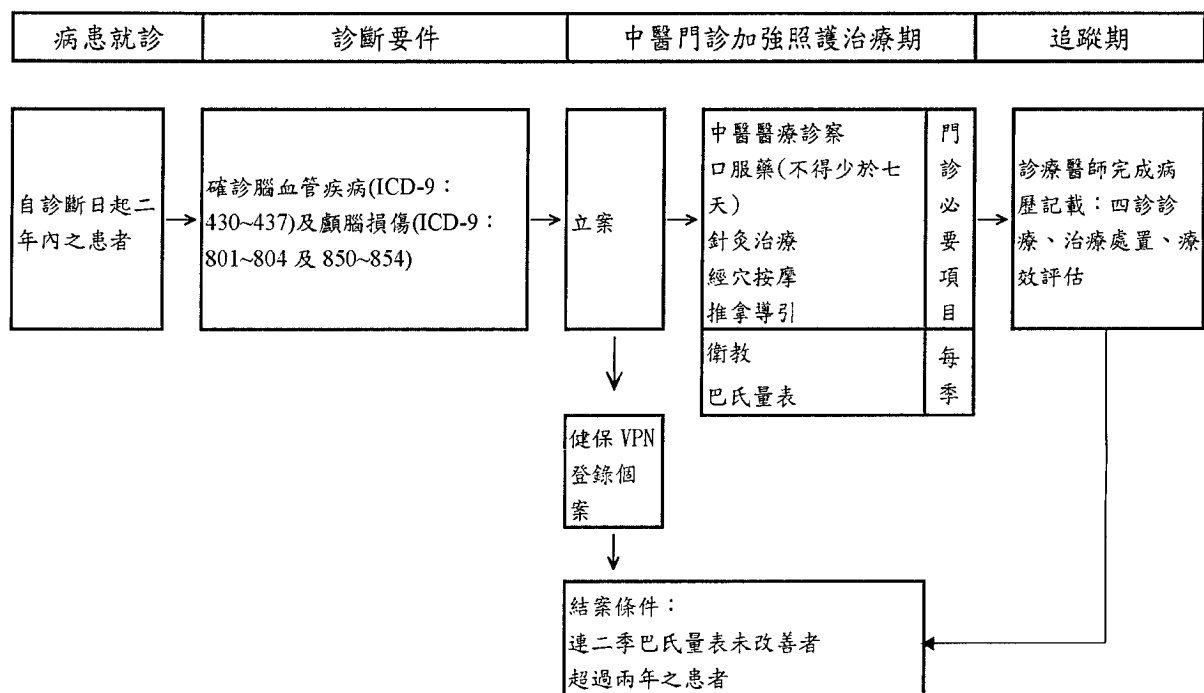 病患就診
診斷要件
中醫門診加強照護治療期
追蹤期
自診斷日起二
年內之患者
確診腦血管疾病(ICD-9：
430~437)及顱腦損傷(ICD-9：
801~804 及 850~854)
立案
中醫醫療診察
口服藥(不得少於七
天)
針灸治療
經穴按摩
推拿導引
門
診
必
要
項
目
衛教
巴氏量表
每
季
診療醫師完成病
歷記載：四診診
療、治療處置、療
效評估
健保 VPN
登錄個
案
結案條件：
連二季巴氏量表未改善者
超過兩年之患者